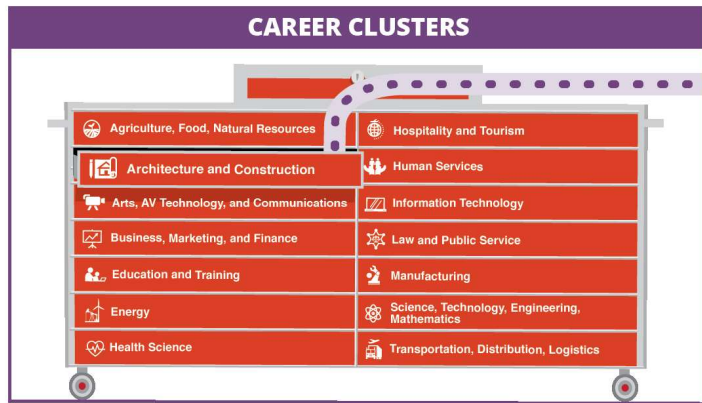 CAREER CLUSTERS
Agriculture, Food, Natural Resources
Architecture and Construction
Arts, AV Technology, and Communications
Business, Marketing, and Finance
Education and Training
Energy
Health Science
Hospitality and Tourism
Human Services
Information Technology
Law and Public Service
Manufacturing
Science, Technology, Engineering,
Mathematics
Transportation, Distribution, Logistics